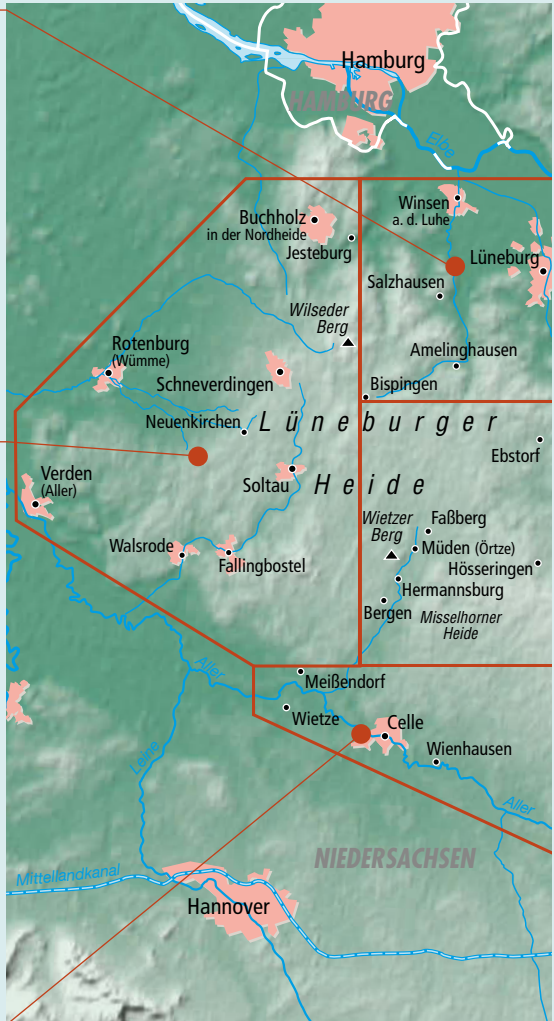 Hamburg
HAMBURG
Elbe
Winsen
a. d. Luhe
Buchholz
in der Nordheide
Jesteburg
Lüneburg
Salzhausen
Wilseder
Berg
Rotenburg
(Wümme)
Amelinghausen
Schneverdingen
Bispingen
Neuenkirchen
Lüneburger
Ebstorf
Verden
(Aller)
Soltau
Heide
Wietzer
Berg
Faßberg
Walsrode
Müden (Örtze)
Fallingbostel
Hösseringen
Hermannsburg
Bergen
Misselhorner
Heide
Aller
Meißendorf
Wietze
Celle
Wienhausen
Leine
Aller
NIEDERSACHSEN
Mittellandkanal
Hannover